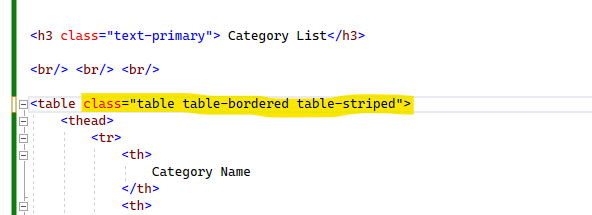 <h3 class="text-primary"> Category List</h3>
<br/> <br/> <br/>
<table class="table table-bordered table-striped">
<thead>
<tr>
<th>
Category Name
</th>
<th>